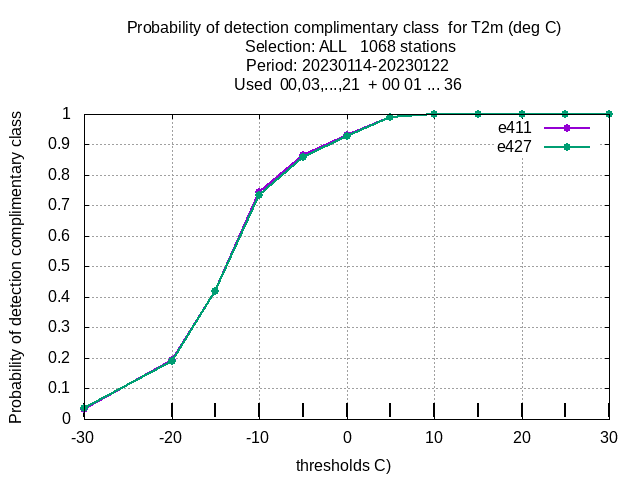 Probability of detection complimentary class  for T2m (deg C)
Selection: ALL   1068 stations
Period: 20230114-20230122
Used  00,03,...,21  + 00 01 ... 36
Probability of detection complimentary class
1
0.9
0.8
0.7
0.6
0.5
0.4
0.3
0.2
0.1
0
e411
e427
-30 -20 -10 0 10 20 30
thresholds C)